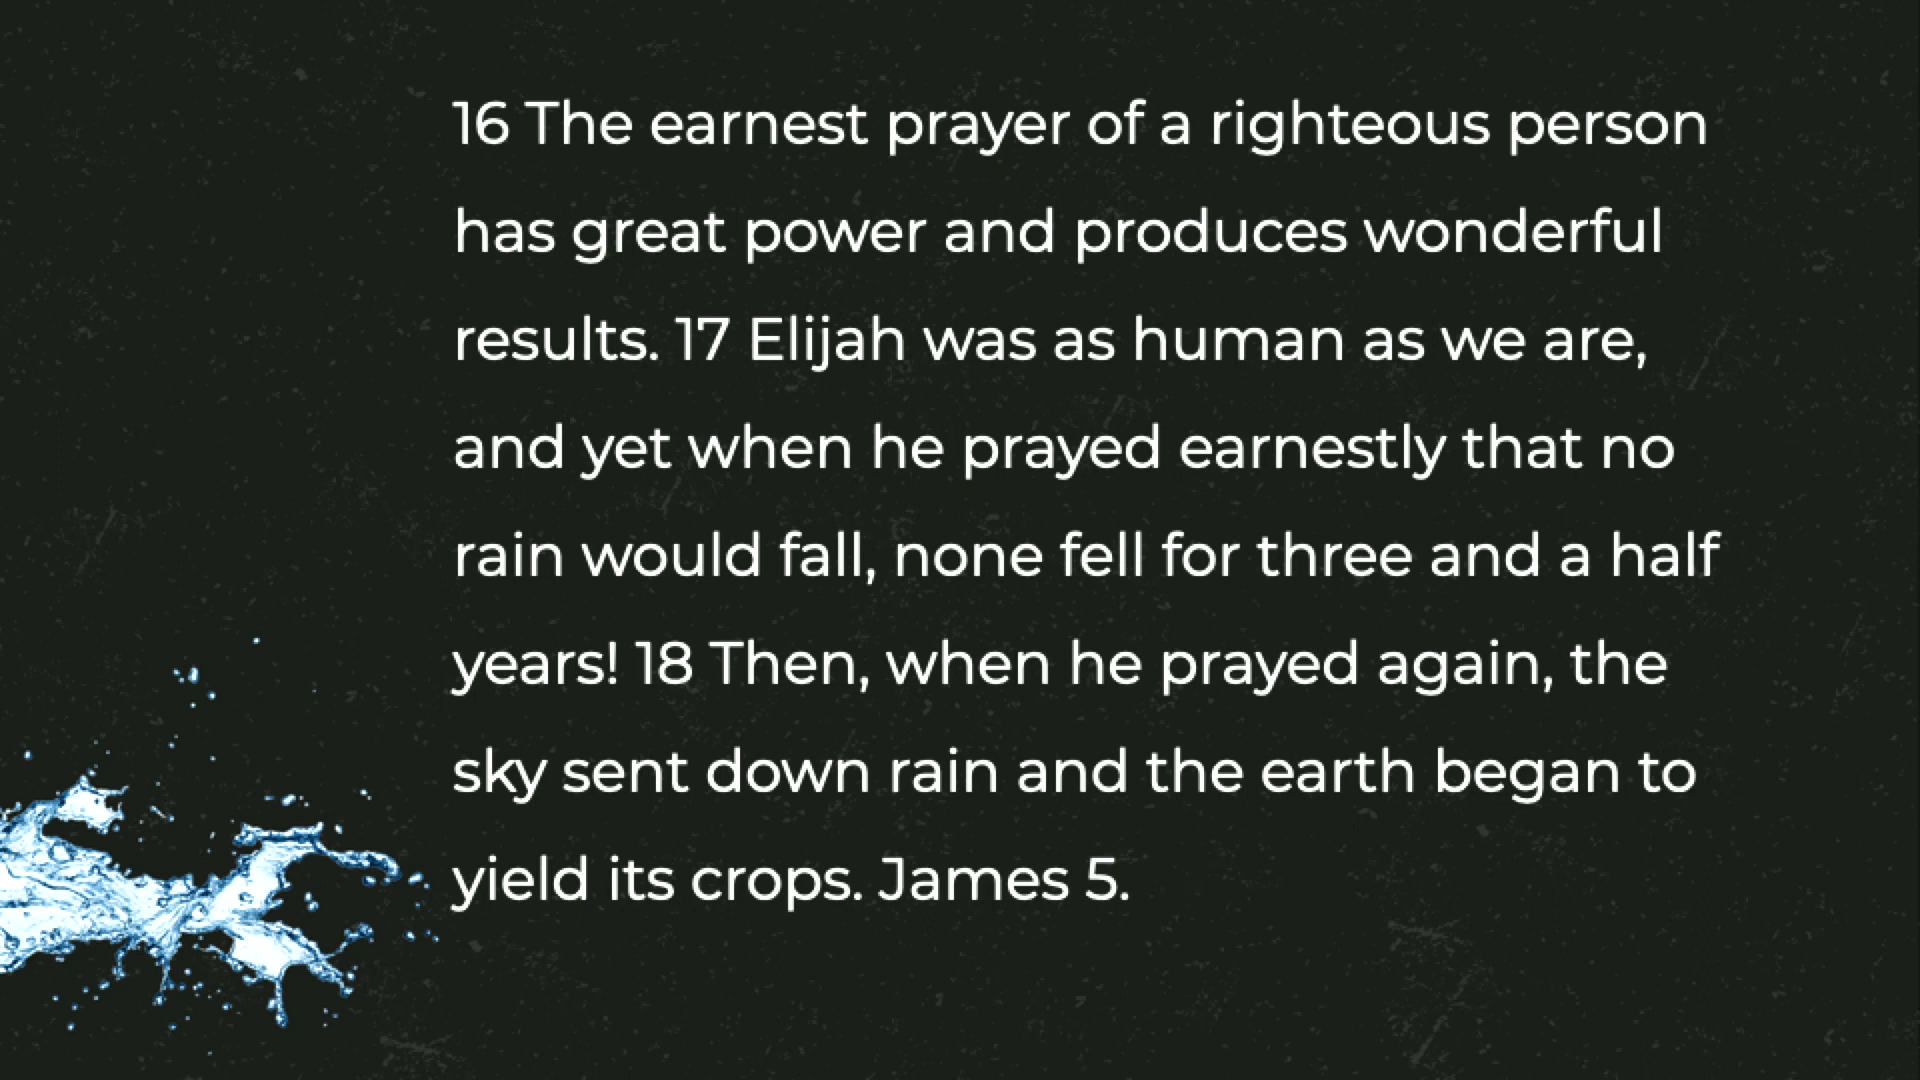 16 The earnest prayer of a righteous person
has great power and produces wonderful
results. 17 Elijah was as human as we are,
and yet when he prayed earnestly that no
rain would fall, none fell for three and a half
years! 18 Then, when he prayed again, the
sky sent down rain and the earth began to
yield its crops. James 5.